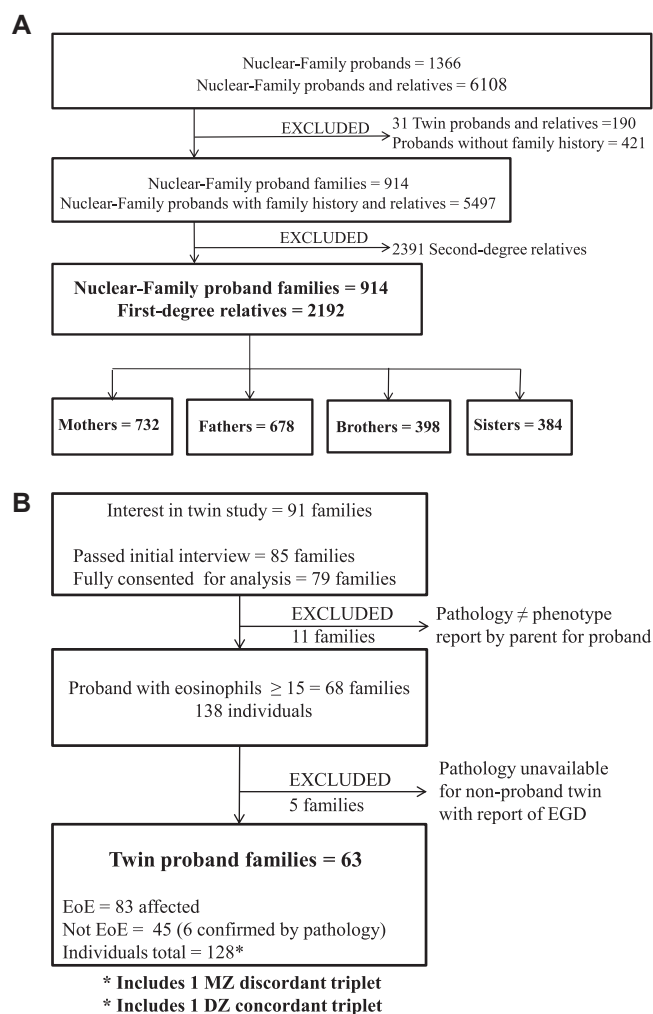 A
Nuclear-Family probands = 1366
Nuclear-Family probands and relatives = 6108
EXCLUDED
31 Twin probands and relatives =190
Probands without family history = 421
Nuclear-Family proband families = 914
Nuclear-Family probands with family history and relatives = 5497
EXCLUDED
2391 Second-degree relatives
Nuclear-Family proband families = 914
First-degree relatives = 2192
Mothers = 732
Fathers = 678
Brothers = 398
Sisters = 384
B
Interest in twin study = 91 families
Passed initial interview = 85 families
Fully consented for analysis = 79 families
EXCLUDED
11 families
Pathology ≠ phenotype
report by parent for proband
Proband with eosinophils ≥ 15 = 68 families
138 individuals
EXCLUDED
5 families
Pathology unavailable
for non-proband twin
with report of EGD
Twin proband families = 63
EoE = 83 affected
Not EoE = 45 (6 confirmed by pathology)
Individuals total = 128*
* Includes 1 MZ discordant triplet
* Includes 1 DZ concordant triplet